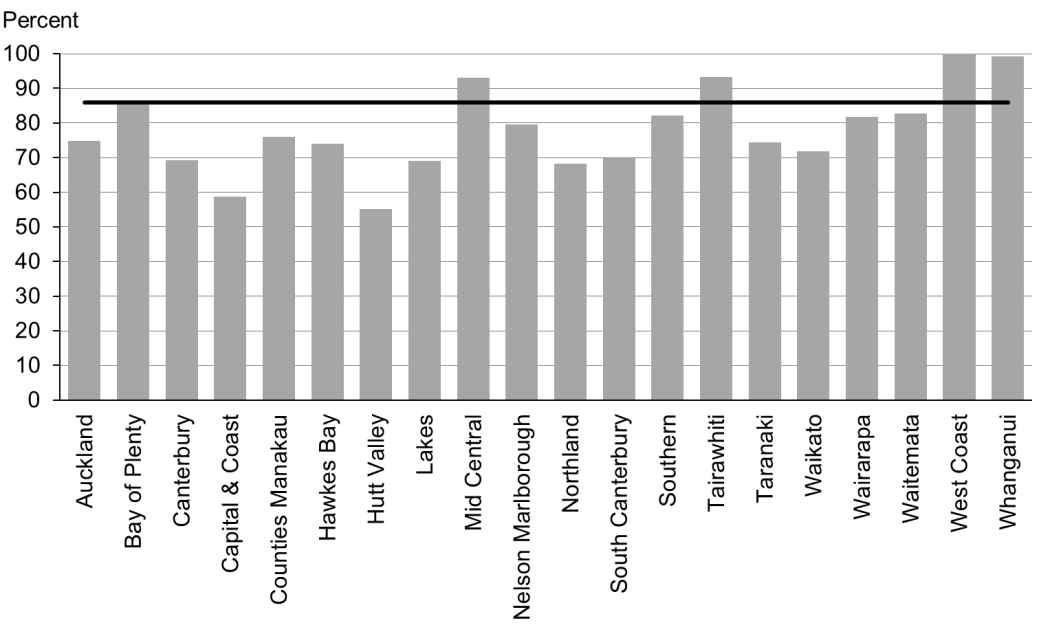 Percent
100
90
80
70
60
50
40
30
20
10
0
Auckland
Bay of Plenty
Canterbury
Capital & Coast
Counties Manakau
Hawkes Bay
Hutt Valley
Lakes
Mid Central
Nelson Marlborough
Northland
South Canterbury
Southern
Tairawhiti
Taranaki
Waikato
Wairarapa
Waitemata
West Coast
Whanganui